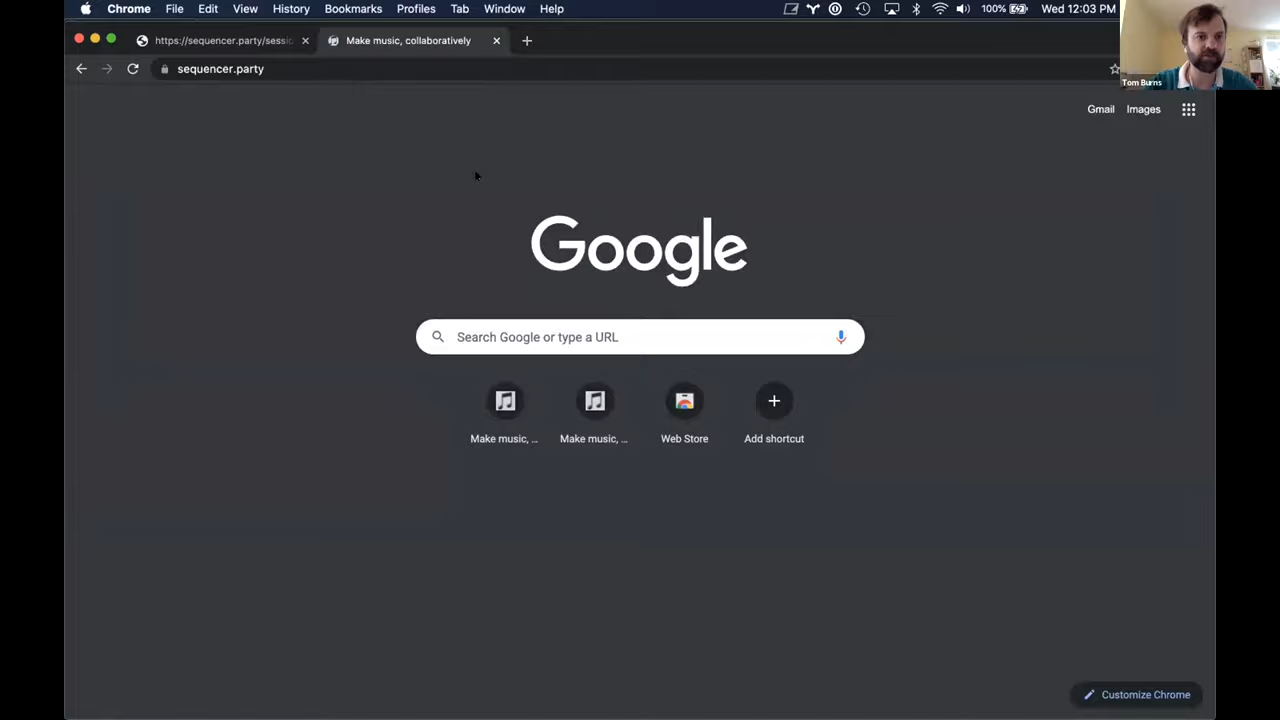 Chrome File Edit View History Bookmarks Profiles Tab Window Help 100% Wed 12:03 PM
Tom Burns
https://sequencer.party/sessi
Make music, collaboratively
sequencer.party
Gmail Images
Google
Search Google or type a URL
Make music, ... Make music, ... Web Store Add shortcut
Customize Chrome